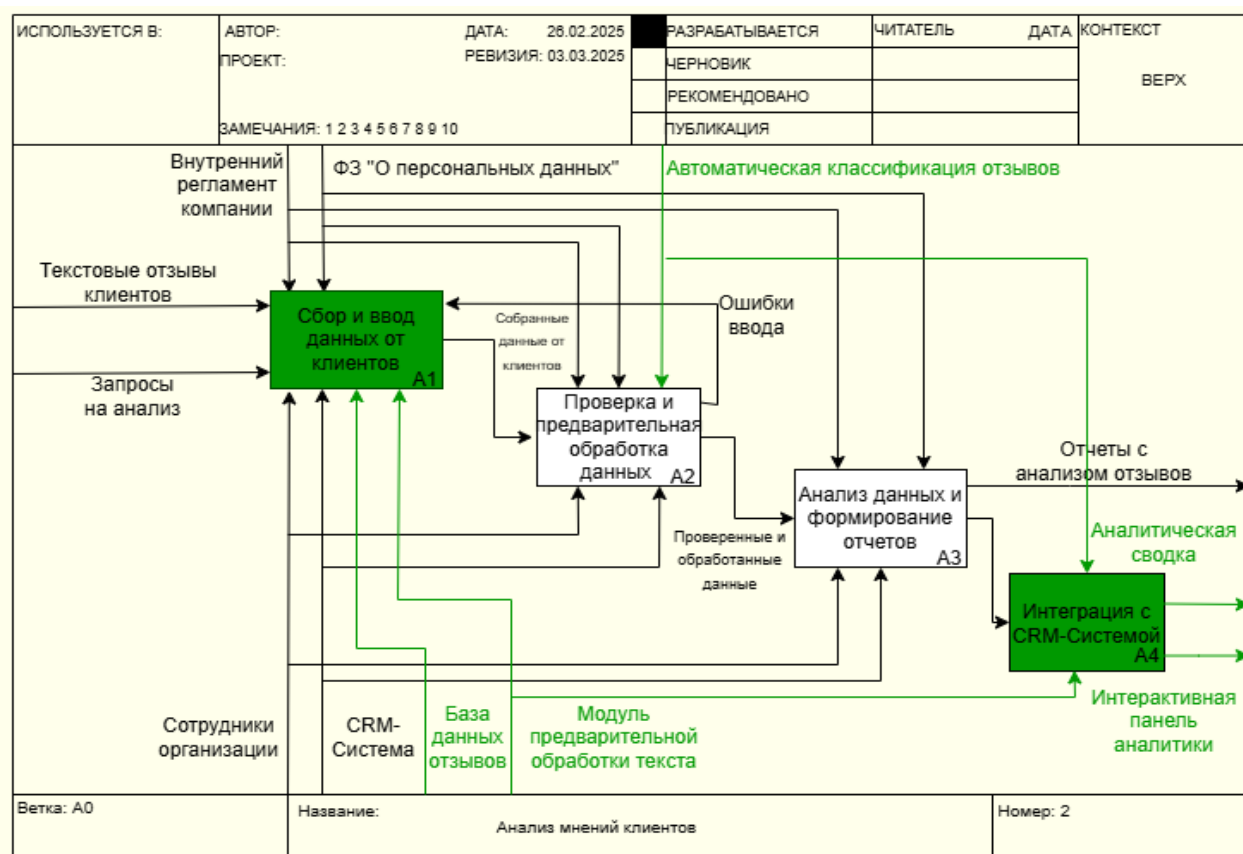 ИСПОЛЬЗУЕТСЯ В:
АВТОР:
ДАТА: 26.02.2025
ПРОЕКТ:
РЕВИЗИЯ: 03.03.2025
ЗАМЕЧАНИЯ: 1 2 3 4 5 6 7 8 9 10
РАЗРАБАТЫВАЕТСЯ
ЧЕРНОВИК
РЕКОМЕНДОВАНО
ПУБЛИКАЦИЯ
ЧИТАТЕЛЬ
ДАТА
КОНТЕКСТ
ВЕРХ
Внутренний
регламент
компании
ФЗ "О персональных данных"
Автоматическая классификация отзывов
Текстовые отзывы
клиентов
Запросы
на анализ
Сбор и ввод
данных от
клиентов
A1
Собранные
данные от
клиентов
Ошибки
ввода
Проверка и
предварительная
обработка
данных
A2
Проверенные и
обработанные
данные
Анализ данных и
формирование
отчетов
A3
Отчеты с
анализом отзывов
Аналитическая
сводка
Интеграция с
CRM-Системой
A4
Интерактивная
панель
аналитики
Сотрудники
организации
CRM-
Система
База
данных
отзывов
Модуль
предварительной
обработки текста
Ветка: A0
Название:
Анализ мнений клиентов
Номер: 2